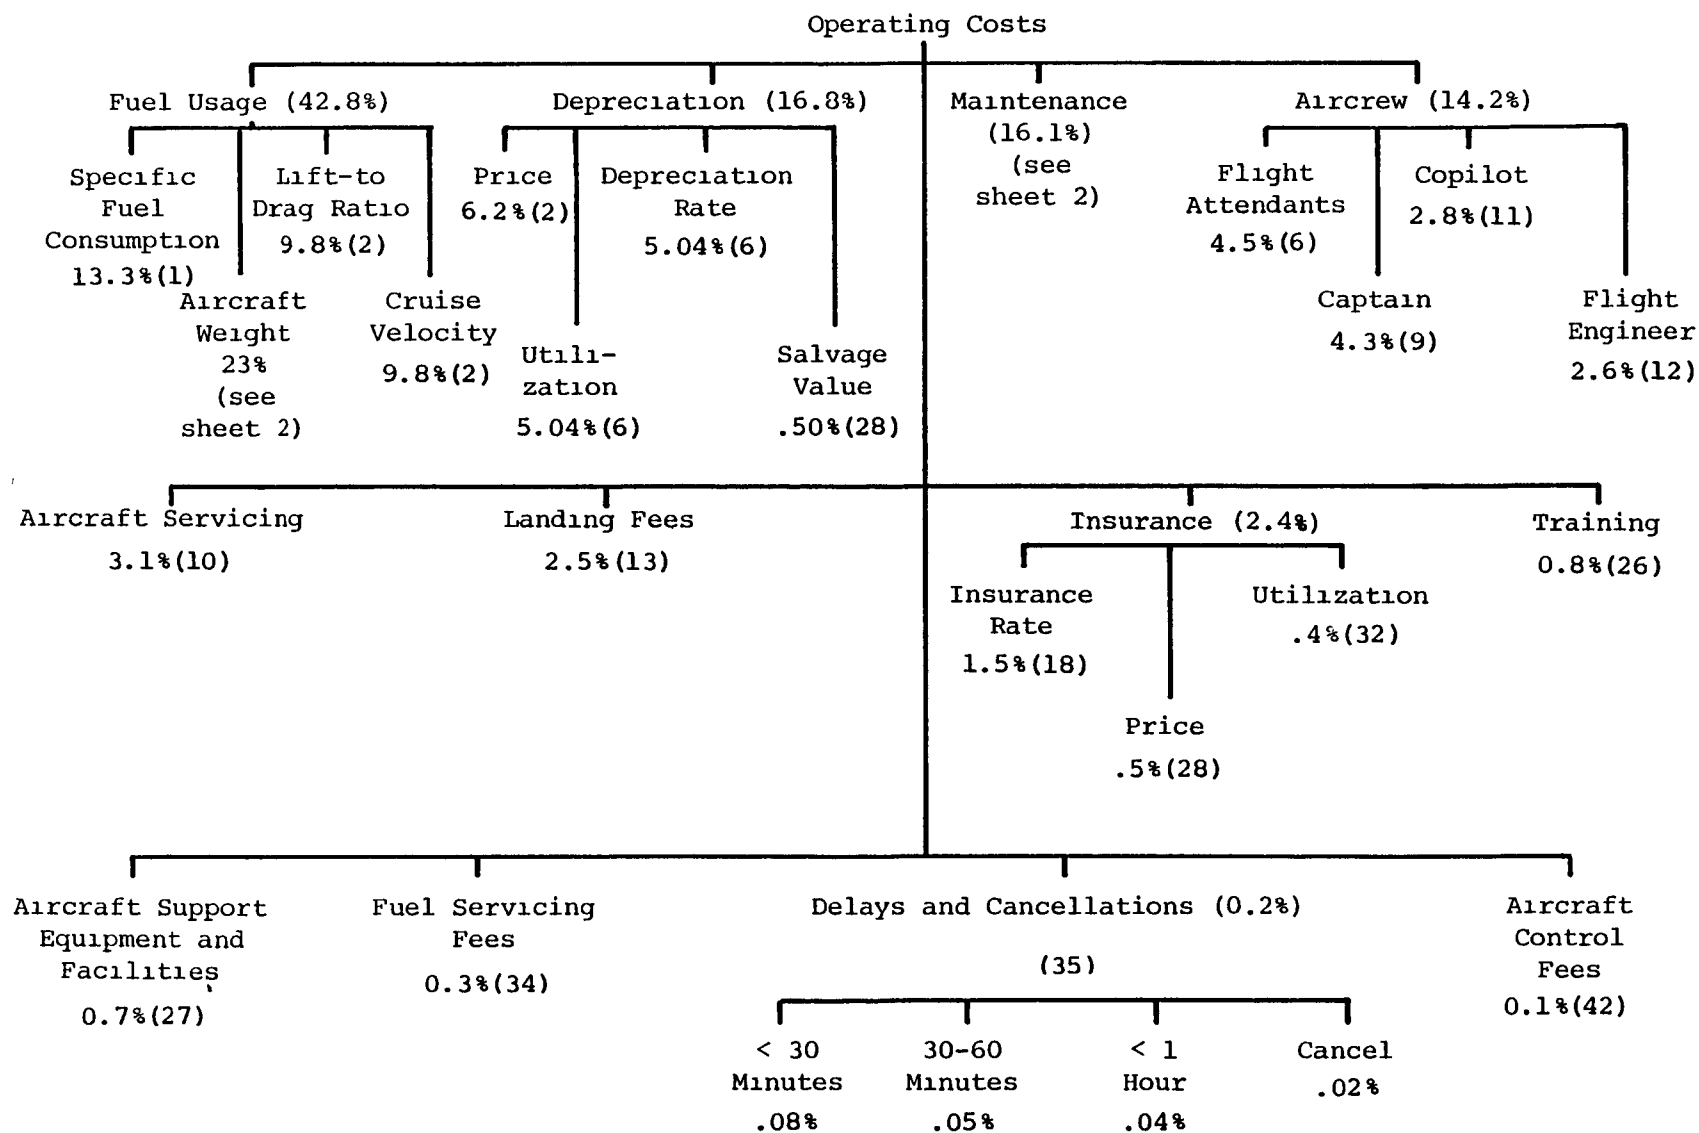 Operating Costs
Fuel Usage (42.8%)
Specific
Fuel
Consumption
13.3%(1)
Aircraft
Weight
23%
(see
sheet 2)
Lift-to
Drag Ratio
9.8%(2)
Cruise
Velocity
9.8%(2)
Depreciation (16.8%)
Price
6.2%(2)
Utili-
zation
5.04%(6)
Depreciation
Rate
5.04%(6)
Salvage
Value
.50%(28)
Maintenance
(16.1%)
(see
sheet 2)
Aircrew (14.2%)
Flight
Attendants
4.5%(6)
Captain
4.3%(9)
Copilot
2.8%(11)
Flight
Engineer
2.6%(12)
Aircraft Servicing
3.1%(10)
Landing Fees
2.5%(13)
Insurance (2.4%)
Insurance
Rate
1.5%(18)
Price
.5%(28)
Utilization
.4%(32)
Training
0.8%(26)
Aircraft Support
Equipment and
Facilities
0.7%(27)
Fuel Servicing
Fees
0.3%(34)
Delays and Cancellations (0.2%)
(35)
< 30
Minutes
.08%
30-60
Minutes
.05%
< 1
Hour
.04%
Cancel
.02%
Aircraft
Control
Fees
0.1%(42)